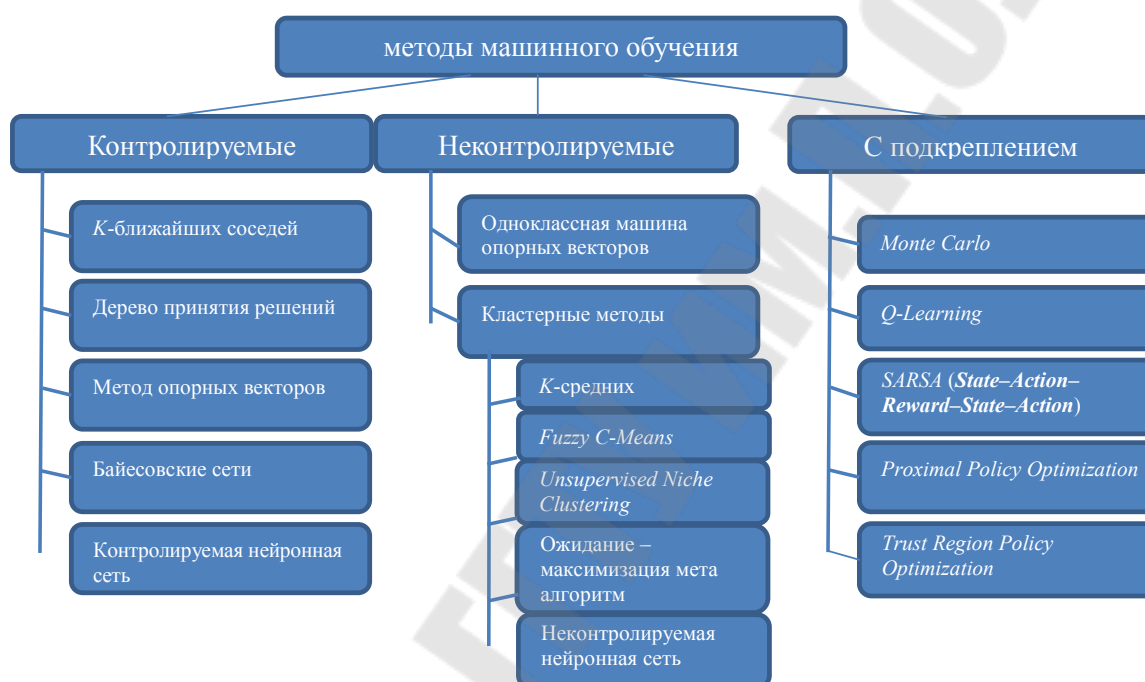 методы машинного обучения
Контролируемые
K-ближайших соседей
Дерево принятия решений
Метод опорных векторов
Байесовские сети
Контролируемая нейронная
сеть
Неконтролируемые
Одноклассная машина
опорных векторов
Кластерные методы
K-средних
Fuzzy C-Means
Unsupervised Niche
Clustering
Ожидание –
максимизация мета
алгоритм
Неконтролируемая
нейронная сеть
С подкреплением
Monte Carlo
Q-Learning
SARSA (State–Action–
Reward–State–Action)
Proximal Policy Optimization
Trust Region Policy
Optimization